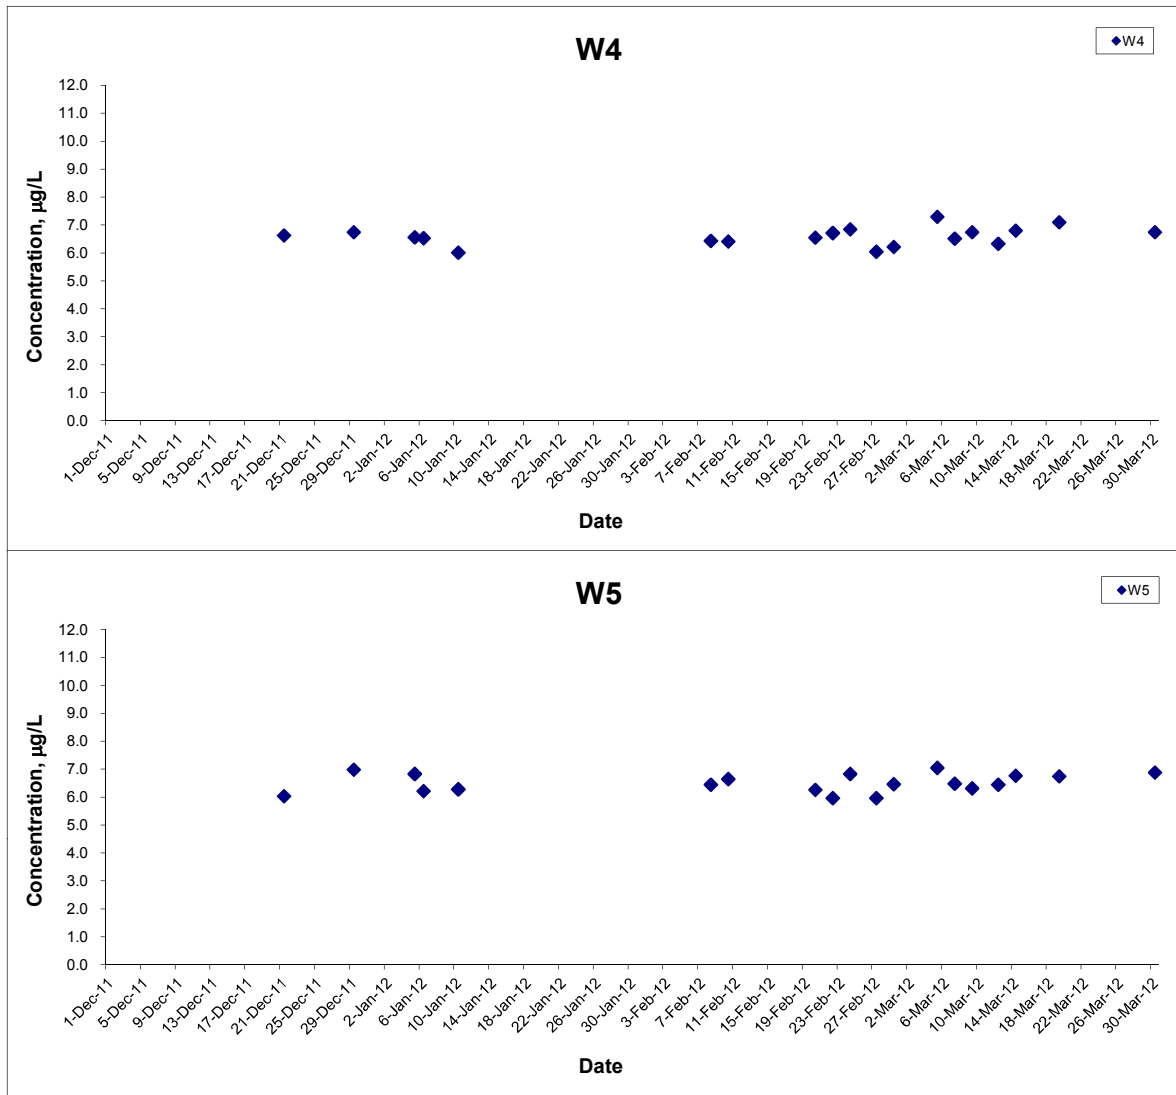 W4
W4
12.0
11.0
10.0
9.0
8.0
7.0
6.0
5.0
4.0
3.0
2.0
1.0
0.0
Concentration, µg/L
1-Dec-11
5-Dec-11
9-Dec-11
13-Dec-11
17-Dec-11
21-Dec-11
25-Dec-11
29-Dec-11
2-Jan-12
6-Jan-12
10-Jan-12
14-Jan-12
18-Jan-12
22-Jan-12
26-Jan-12
30-Jan-12
3-Feb-12
7-Feb-12
11-Feb-12
15-Feb-12
19-Feb-12
23-Feb-12
27-Feb-12
2-Mar-12
6-Mar-12
10-Mar-12
14-Mar-12
18-Mar-12
22-Mar-12
26-Mar-12
30-Mar-12
Date
W5
W5
12.0
11.0
10.0
9.0
8.0
7.0
6.0
5.0
4.0
3.0
2.0
1.0
0.0
Concentration, µg/L
1-Dec-11
5-Dec-11
9-Dec-11
13-Dec-11
17-Dec-11
21-Dec-11
25-Dec-11
29-Dec-11
2-Jan-12
6-Jan-12
10-Jan-12
14-Jan-12
18-Jan-12
22-Jan-12
26-Jan-12
30-Jan-12
3-Feb-12
7-Feb-12
11-Feb-12
15-Feb-12
19-Feb-12
23-Feb-12
27-Feb-12
2-Mar-12
6-Mar-12
10-Mar-12
14-Mar-12
18-Mar-12
22-Mar-12
26-Mar-12
30-Mar-12
Date